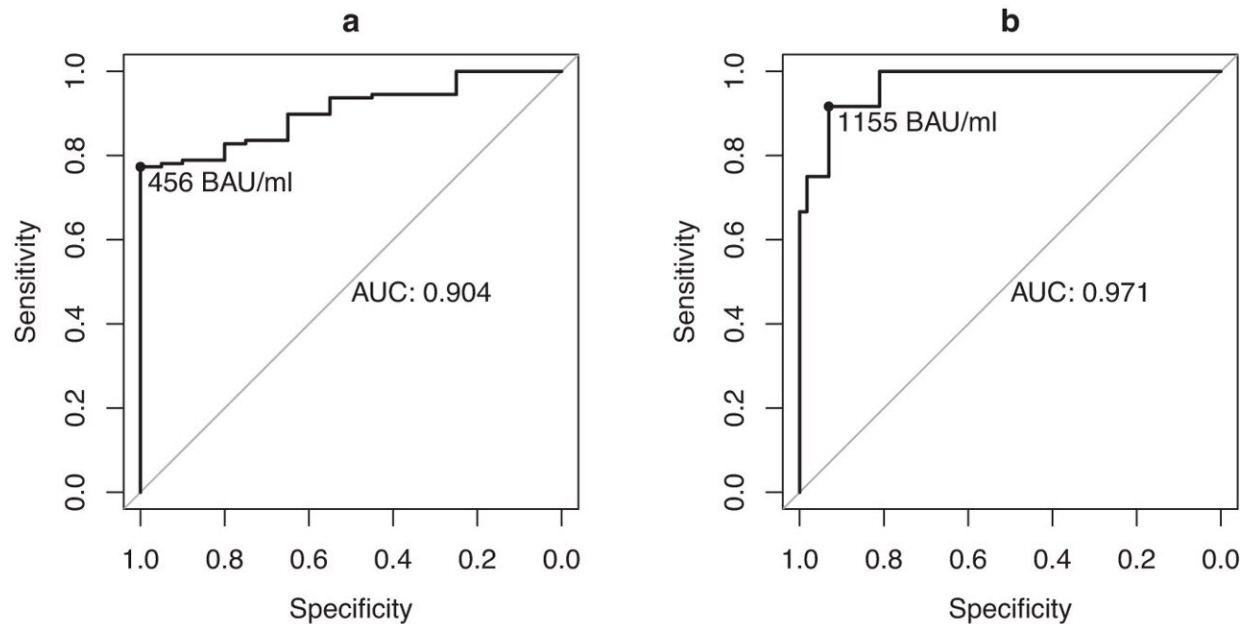 a
Sensitivity
1.0
0.8
0.6
0.4
0.2
0.0
456 BAU/ml
AUC: 0.904
1.0 0.8 0.6 0.4 0.2 0.0
Specificity
b
Sensitivity
1.0
0.8
0.6
0.4
0.2
0.0
1155 BAU/ml
AUC: 0.971
1.0 0.8 0.6 0.4 0.2 0.0
Specificity